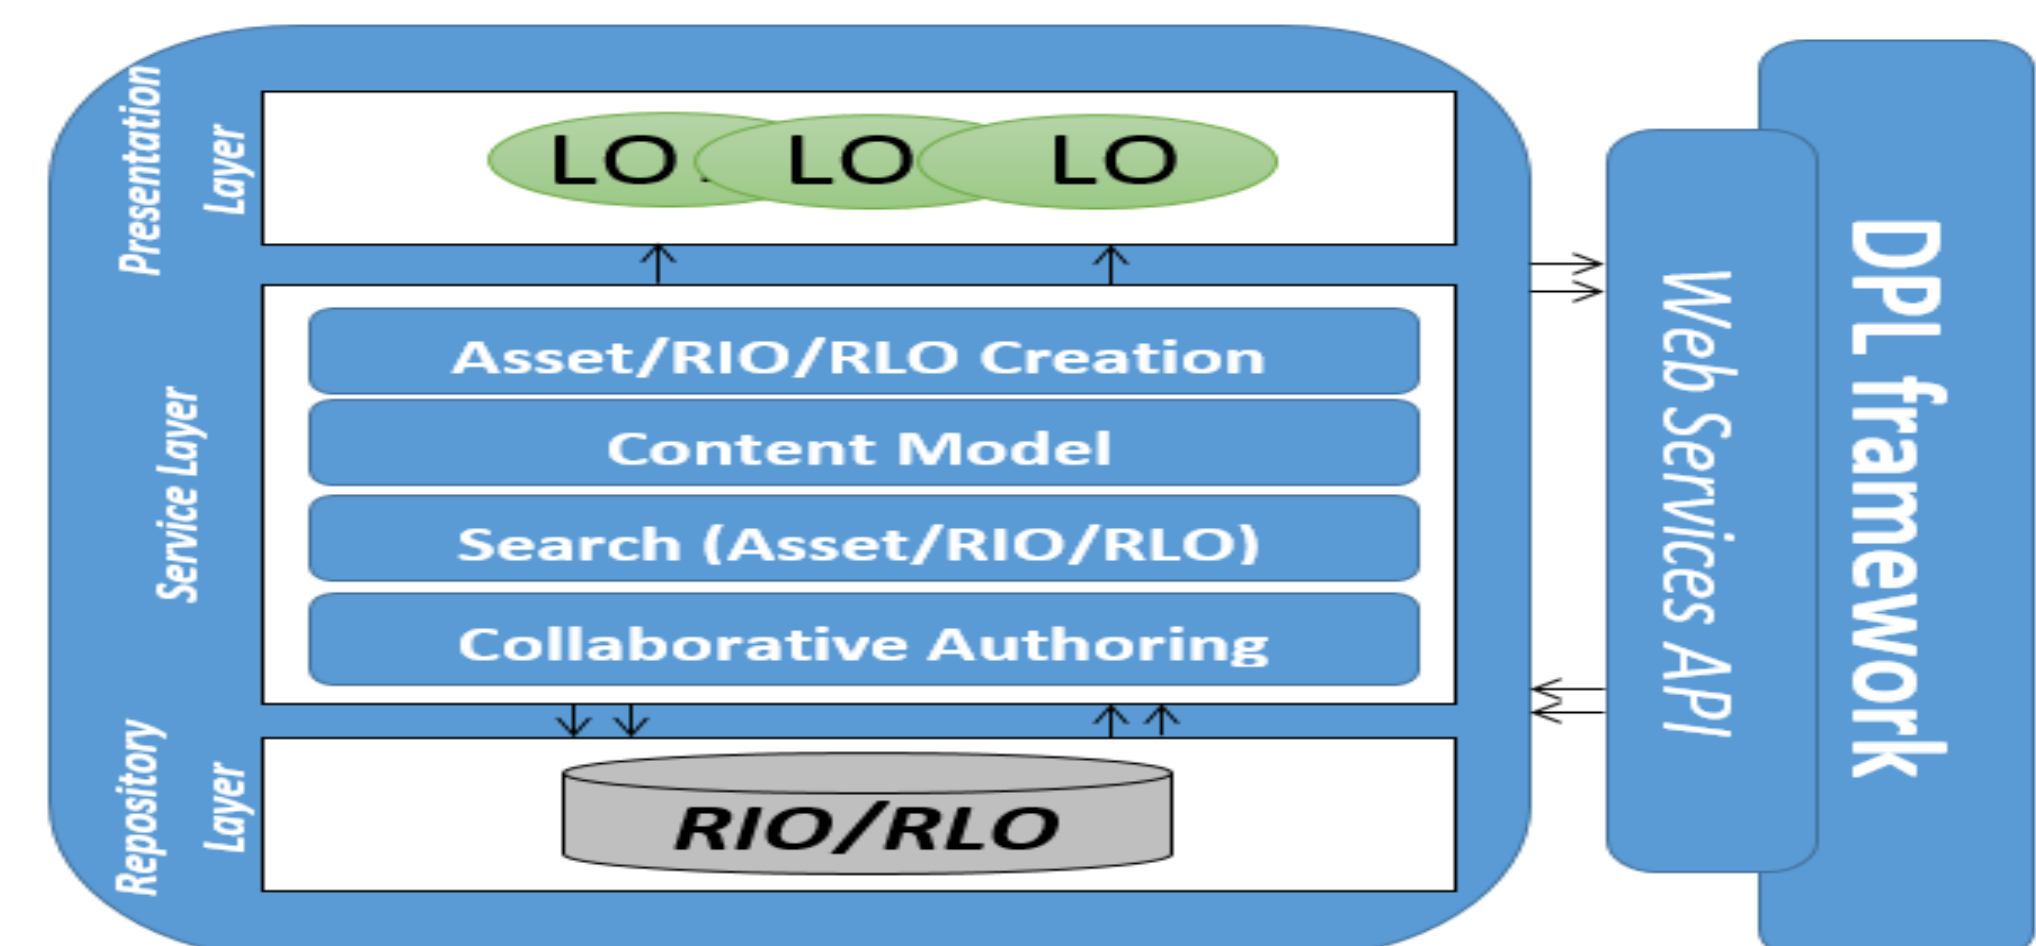 Presentation
Layer
LO
LO
LO
Service Layer
Asset/RIO/RLO Creation
Content Model
Search (Asset/RIO/RLO)
Collaborative Authoring
Repository
Layer
RIO/RLO
Web Services API
DPL framework